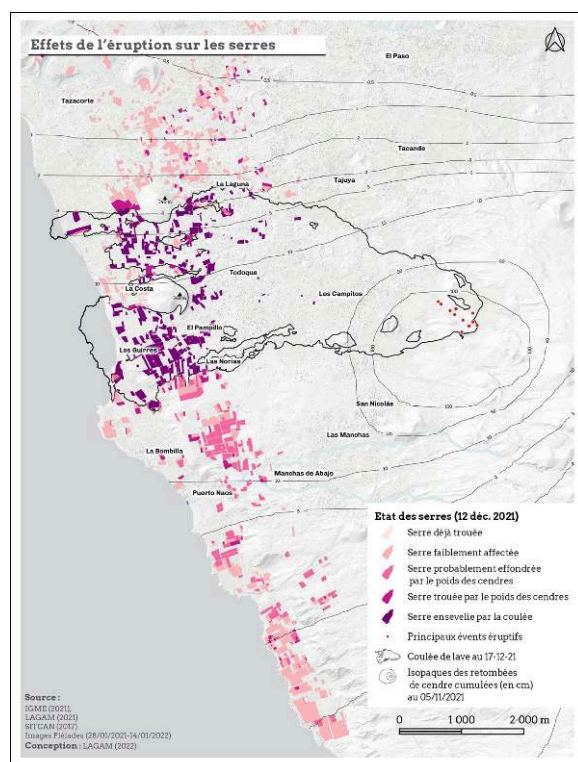 Effets de l'éruption sur les serres
El Paso
Tazacorte
Tacande
Tajuya
La Laguna
Todoque
La Costa
Los Campitos
El Pampillo
Los Guirres
Las Norias
San Nicolás
Las Manchas
La Bombilla
Manchas de Abajo
Puerto Naos
Etat des serres (12 déc. 2021)
Serre déjà trouée
Serre faiblement affectée
Serre probablement effondrée
par le poids des cendres
Serre trouée par le poids des cendres
Serre ensevelie par la coulée
Principaux évents éruptifs
Coulée de lave au 17-12-21
Isopaques des retombées
de cendre cumulées (en cm)
au 05/11/2021
0 1 000 2 000 m
Source :
IGME (2021),
LAGAM (2021)
SITCAN (2017)
Images Pléiades (28/01/2021-14/01/2022)
Conception : LAGAM (2022)